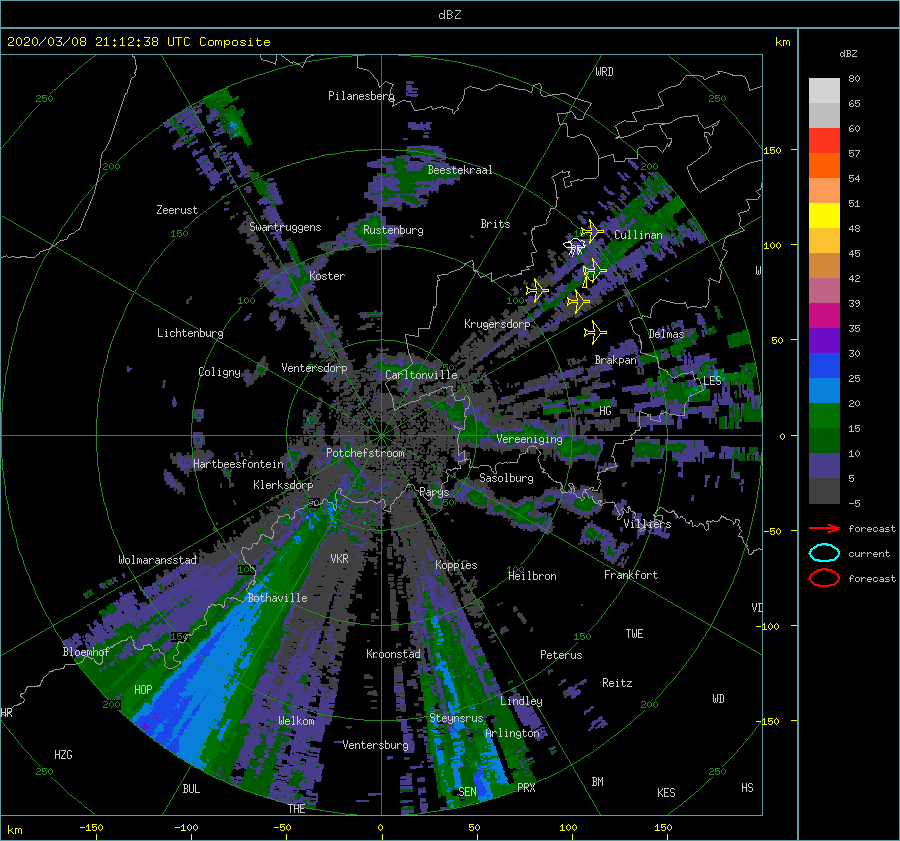 dBZ
2020/03/08 21:12:38 UTC Composite
km
dBZ
WRD
80
250
Pilanesberg
250
65
60
150
57
200
Beestekraal
200
54
Zeerust
51
150
Swartruggens
Rustenburg
Brits
Cullinan
48
100
45
Koster
W
42
100
100
39
Krugersdorp
Lichtenburg
Delmas
35
50
Brakpan
30
Coligny
Ventersdorp
Carltonville
LES
25
HG
20
Vereeniging
0
15
Potchefstroom
10
Hartbeesfontein
Sasolburg
5
Klerksdorp
Parys
50
50
-5
Villiers
forecast
-50
Wolmaransstad
VKR
Koppies
current
100
100
Heilbron
Frankfort
forecast
Bothaville
VD
-100
150
150
TWE
Bloemhof
Kroonstad
Peterus
HOP
Reitz
200
Lindley
200
WD
HR
Welkom
Steynsrus
-150
Arlington
Ventersburg
HZG
250
250
BUL
SEN
PRX
BM
KES
HS
THE
km
-150
-100
-50
0
50
100
150